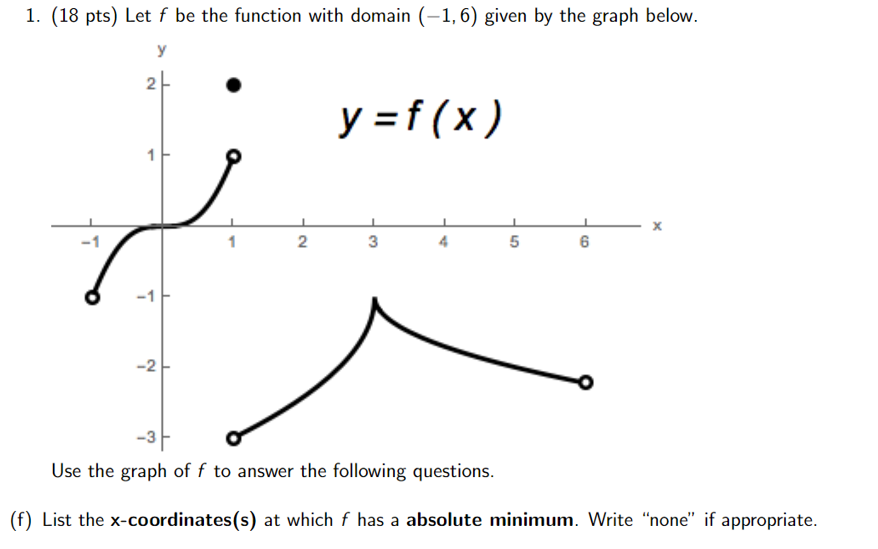 1. (18 pts) Let f be the function with domain (−1, 6) given by the graph below.
y
2
y = f ( x )
1
x
−1 1 2 3 4 5 6
−1
−2
−3
Use the graph of f to answer the following questions.
(f) List the x-coordinates(s) at which f has a absolute minimum. Write “none” if appropriate.